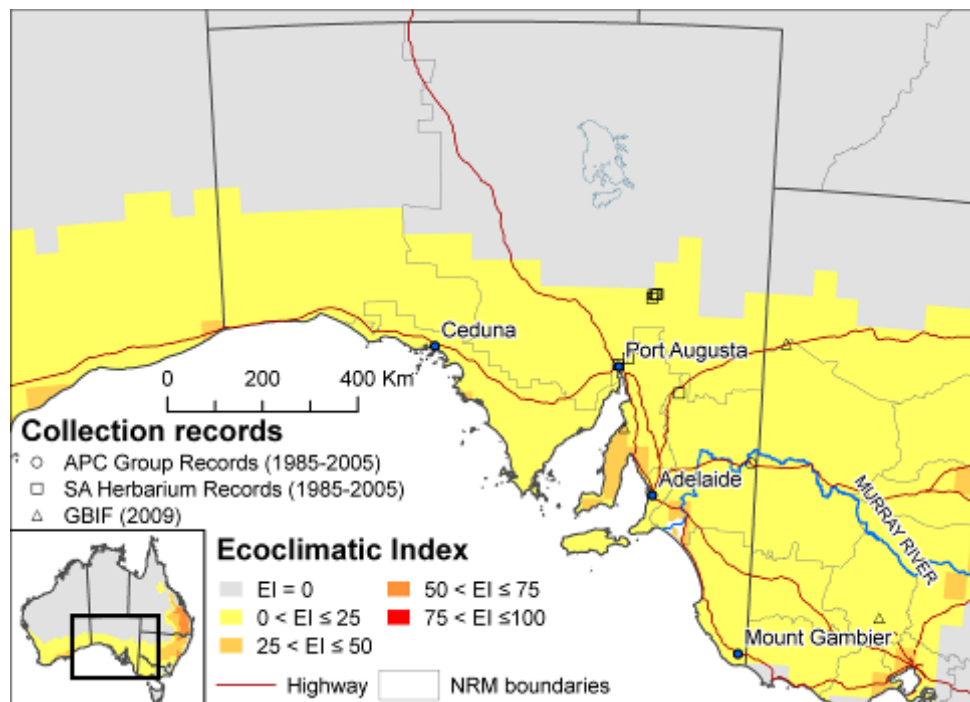 Ceduna
Port Augusta
0 200 400 Km
Collection records
APC Group Records (1985-2005)
SA Herbarium Records (1985-2005)
GBIF (2009)
Adelaide
MURRAY RIVER
Ecoclimatic Index
EI = 0
0 < EI ≤ 25
25 < EI ≤ 50
50 < EI ≤ 75
75 < EI ≤100
Mount Gambier
Highway
NRM boundaries